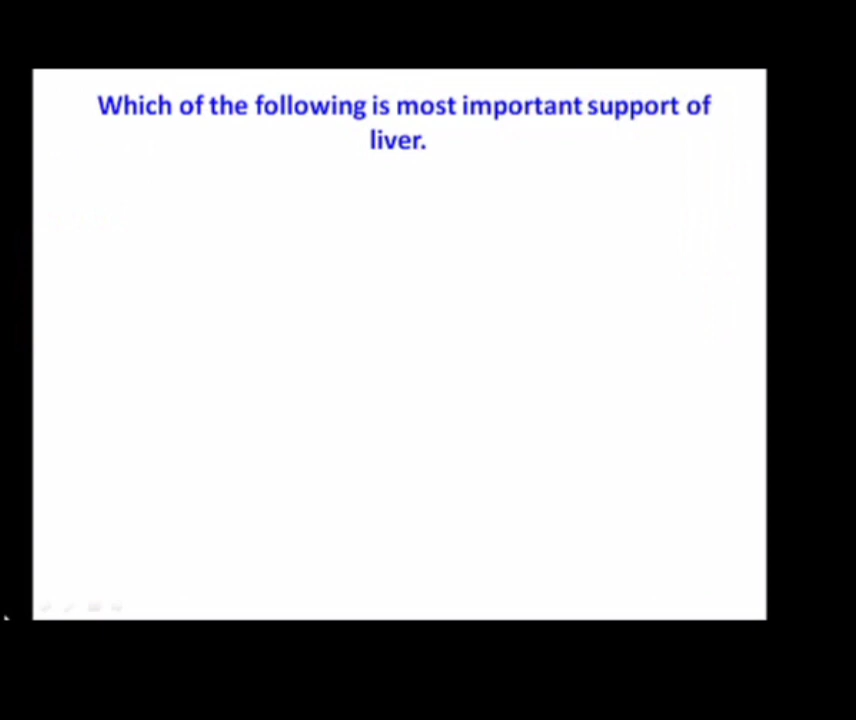 Which of the following is most important support of
liver.